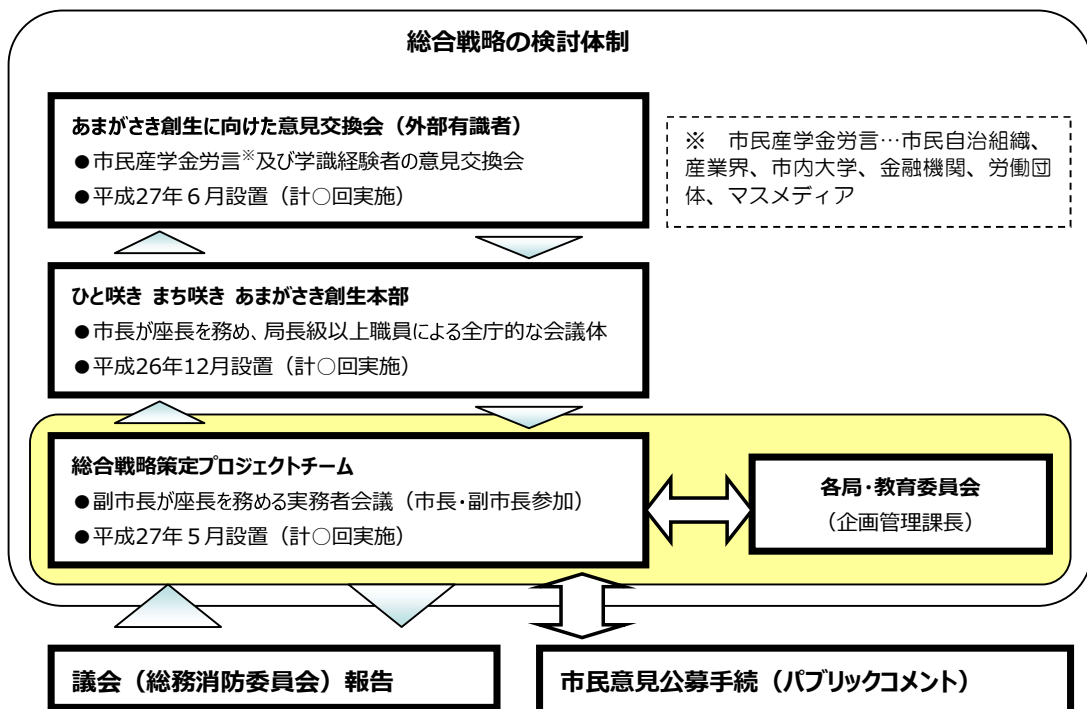 総合戦略の検討体制
あまがさき創生に向けた意見交換会（外部有識者）
●市民産学金労言※及び学識経験者の意見交換会
●平成27年６月設置（計○回実施）
※　市民産学金労言…市民自治組織、
産業界、市内大学、金融機関、労働団
体、マスメディア
ひと咲き まち咲き あまがさき創生本部
●市長が座長を務め、局長級以上職員による全庁的な会議体
●平成26年12月設置（計○回実施）
総合戦略策定プロジェクトチーム
●副市長が座長を務める実務者会議（市長・副市長参加）
●平成27年５月設置（計○回実施）
各局・教育委員会
（企画管理課長）
議会（総務消防委員会）報告
市民意見公募手続（パブリックコメント）